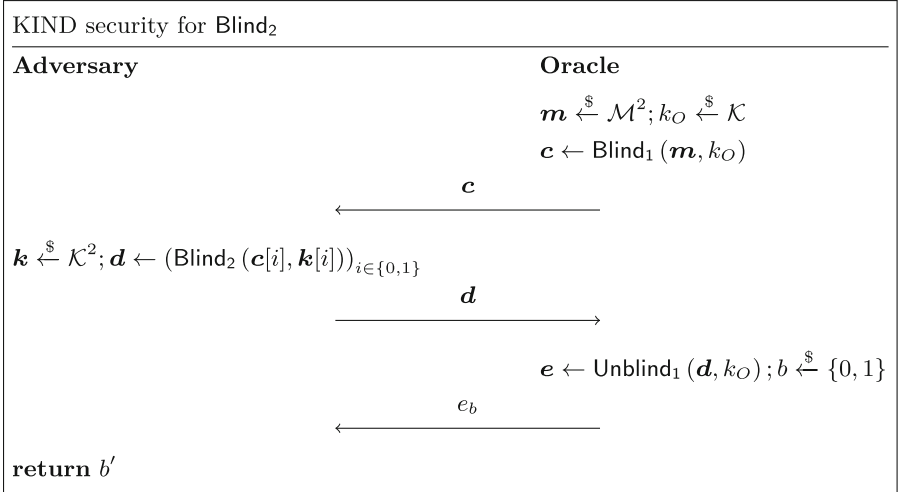 KIND security for Blind₂
Adversary Oracle
𝒎 ←$ ℳ²; k_O ←$ 𝒦
𝒄 ← Blind₁ (𝒎, k_O)
𝒄
𝒌 ←$ 𝒦²; 𝒅 ← (Blind₂ (𝒄[i], 𝒌[i]))_{i∈{0,1}}
𝒅
𝒆 ← Unblind₁ (𝒅, k_O) ; b ←$ {0, 1}
e_b
return b′